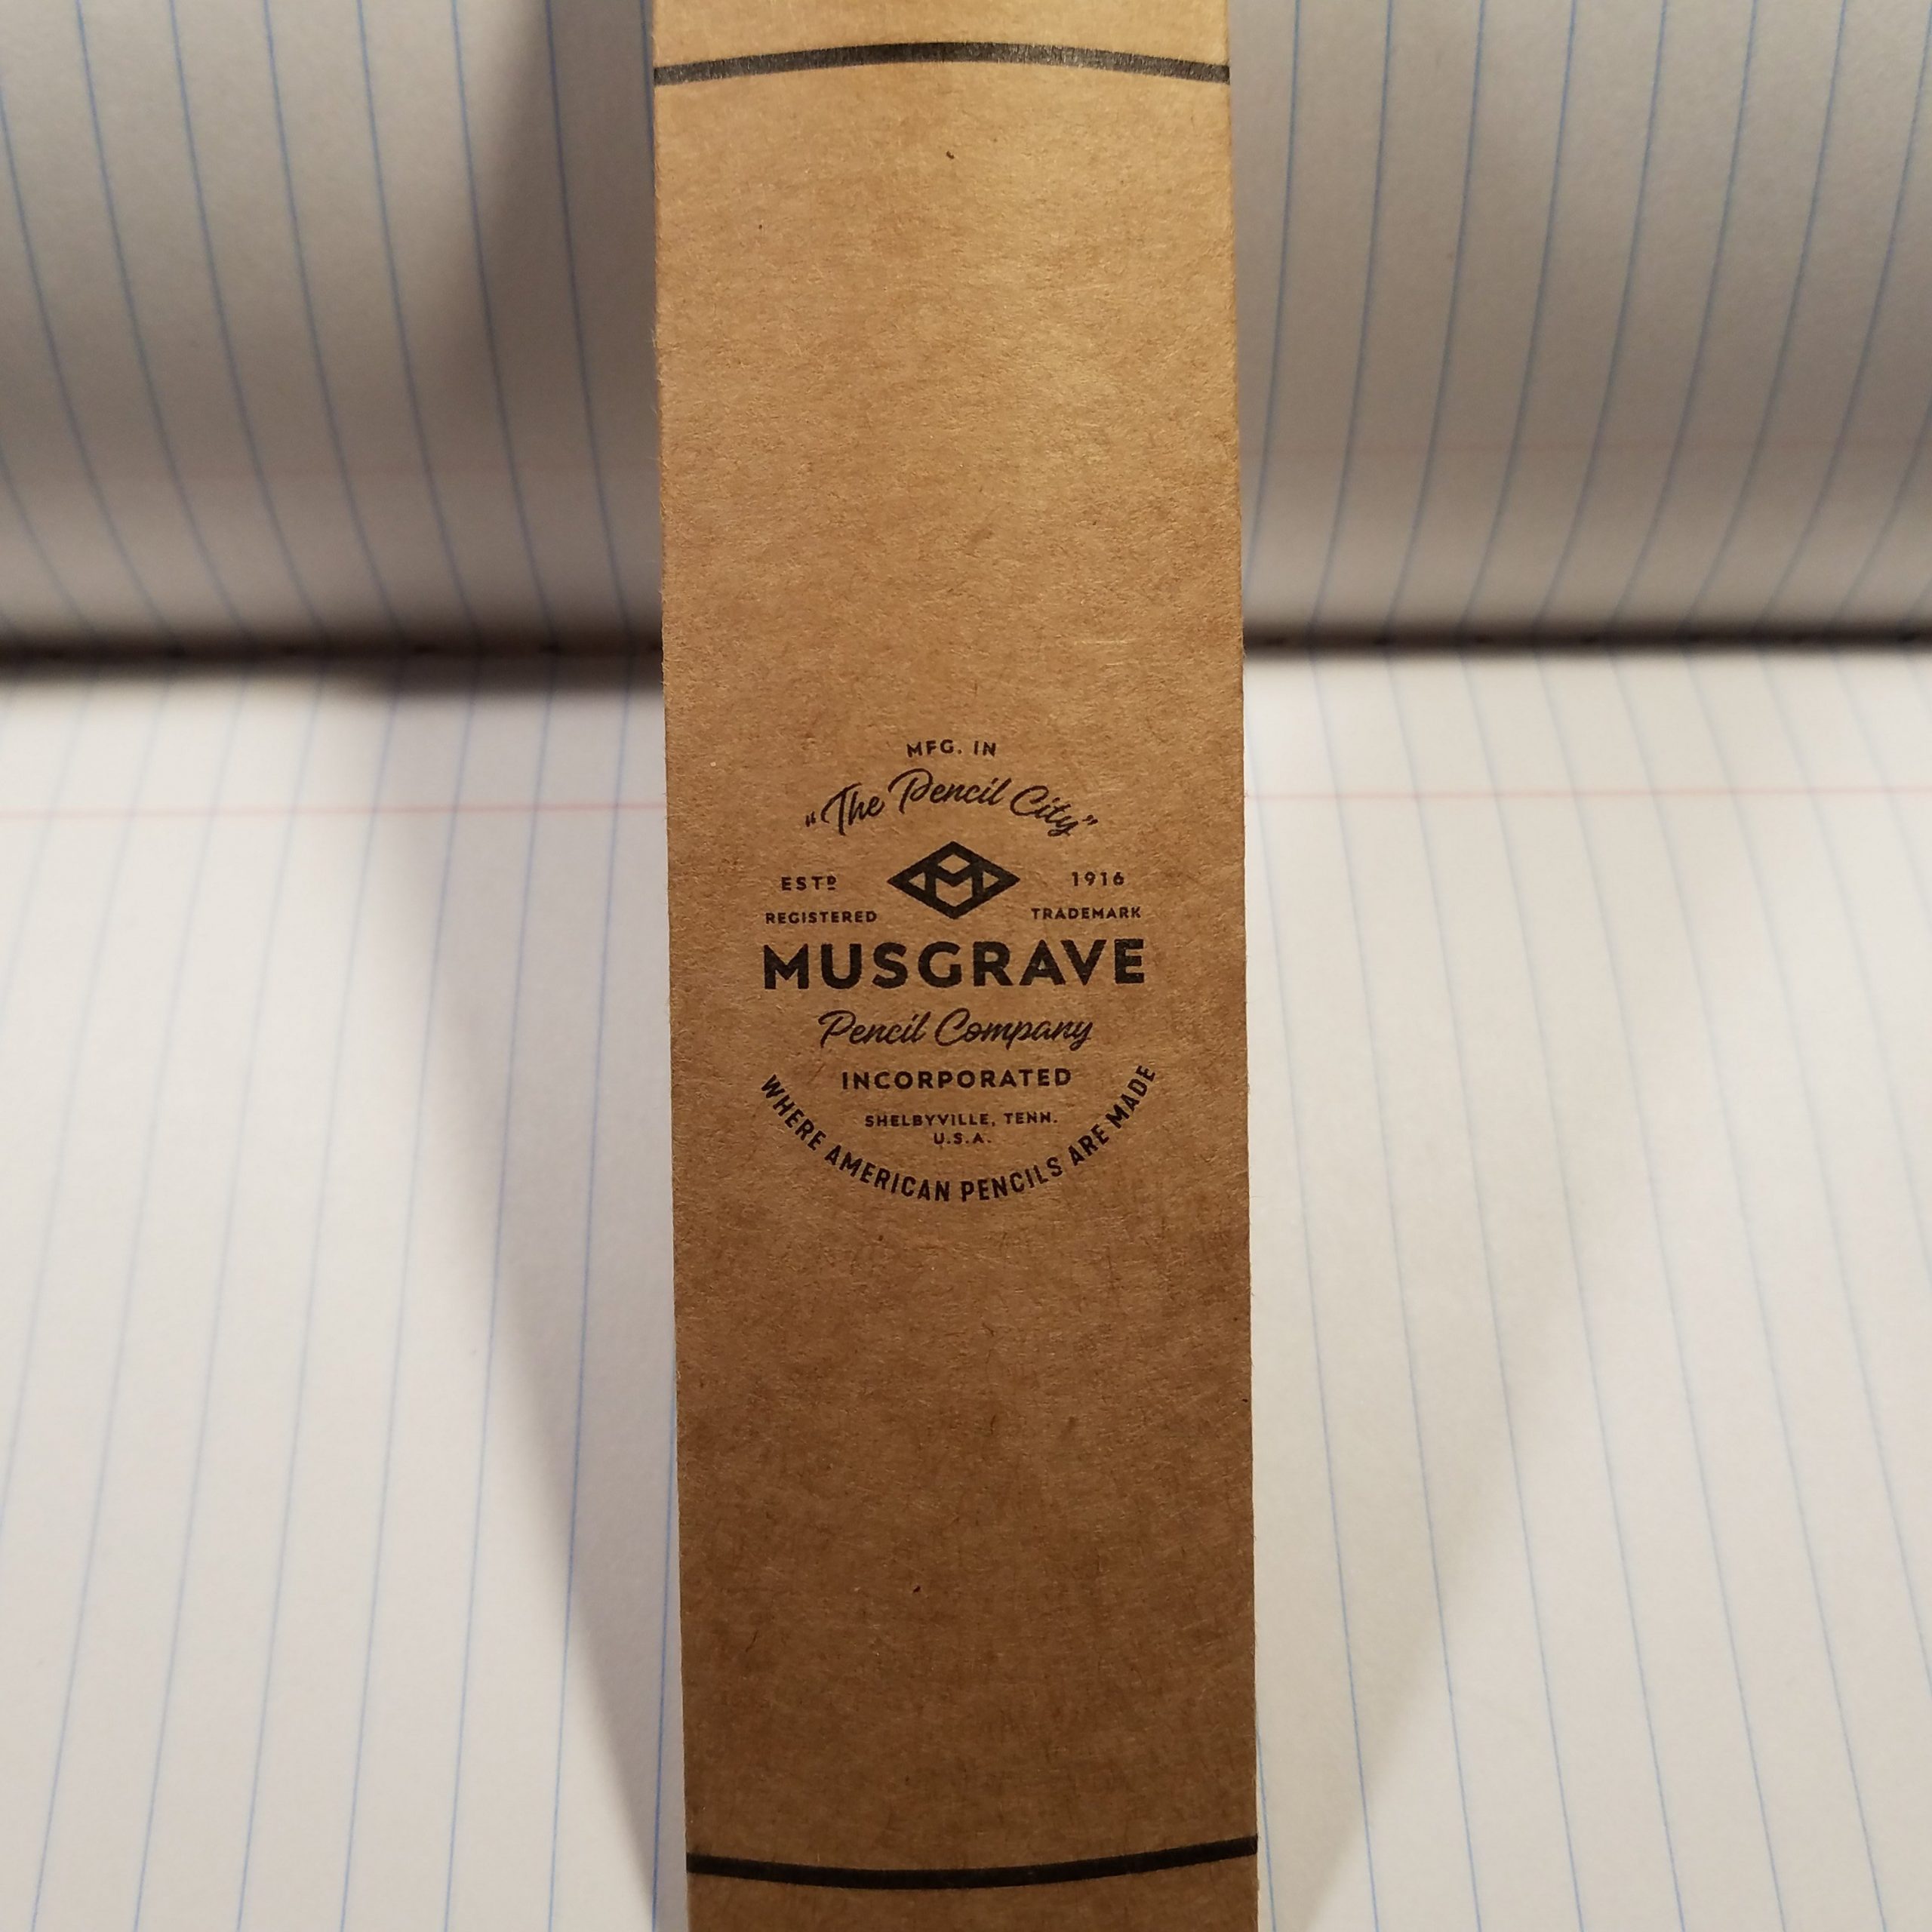 MFG. IN
"The Pencil City"
ESTD 1916
REGISTERED TRADEMARK
MUSGRAVE
Pencil Company
INCORPORATED
SHELBYVILLE, TENN.
U.S.A.
WHERE AMERICAN PENCILS ARE MADE